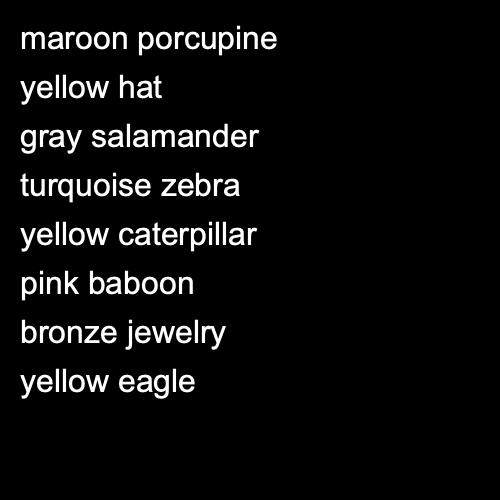 maroon porcupine
yellow hat
gray salamander
turquoise zebra
yellow caterpillar
pink baboon
bronze jewelry
yellow eagle